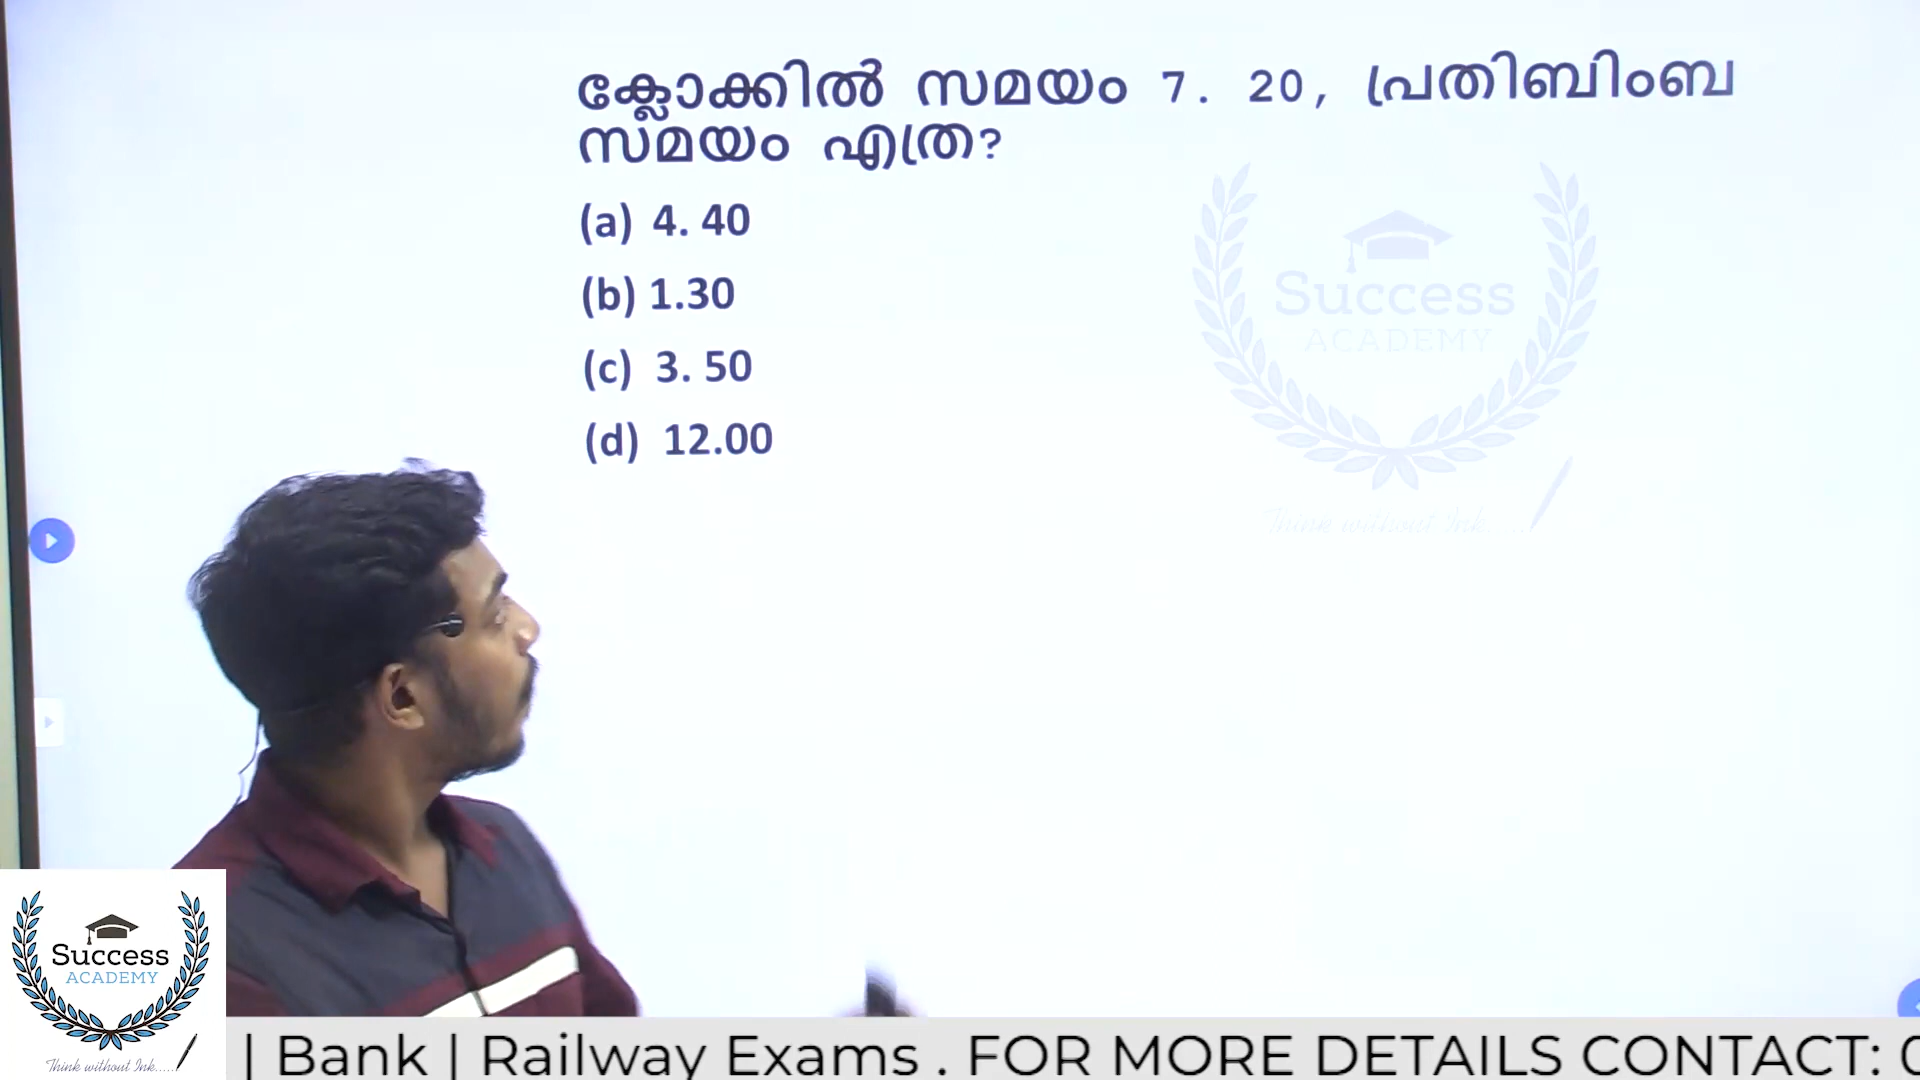 ക്ലോക്കിൽ സമയം 7. 20, പ്രതിബിംബ
സമയം എത്ര?
(a) 4. 40
(b) 1.30
(c) 3. 50
(d) 12.00
Success
ACADEMY
Think without Ink.....
Success
ACADEMY
Think without Ink.....
| Bank | Railway Exams . FOR MORE DETAILS CONTACT: 0